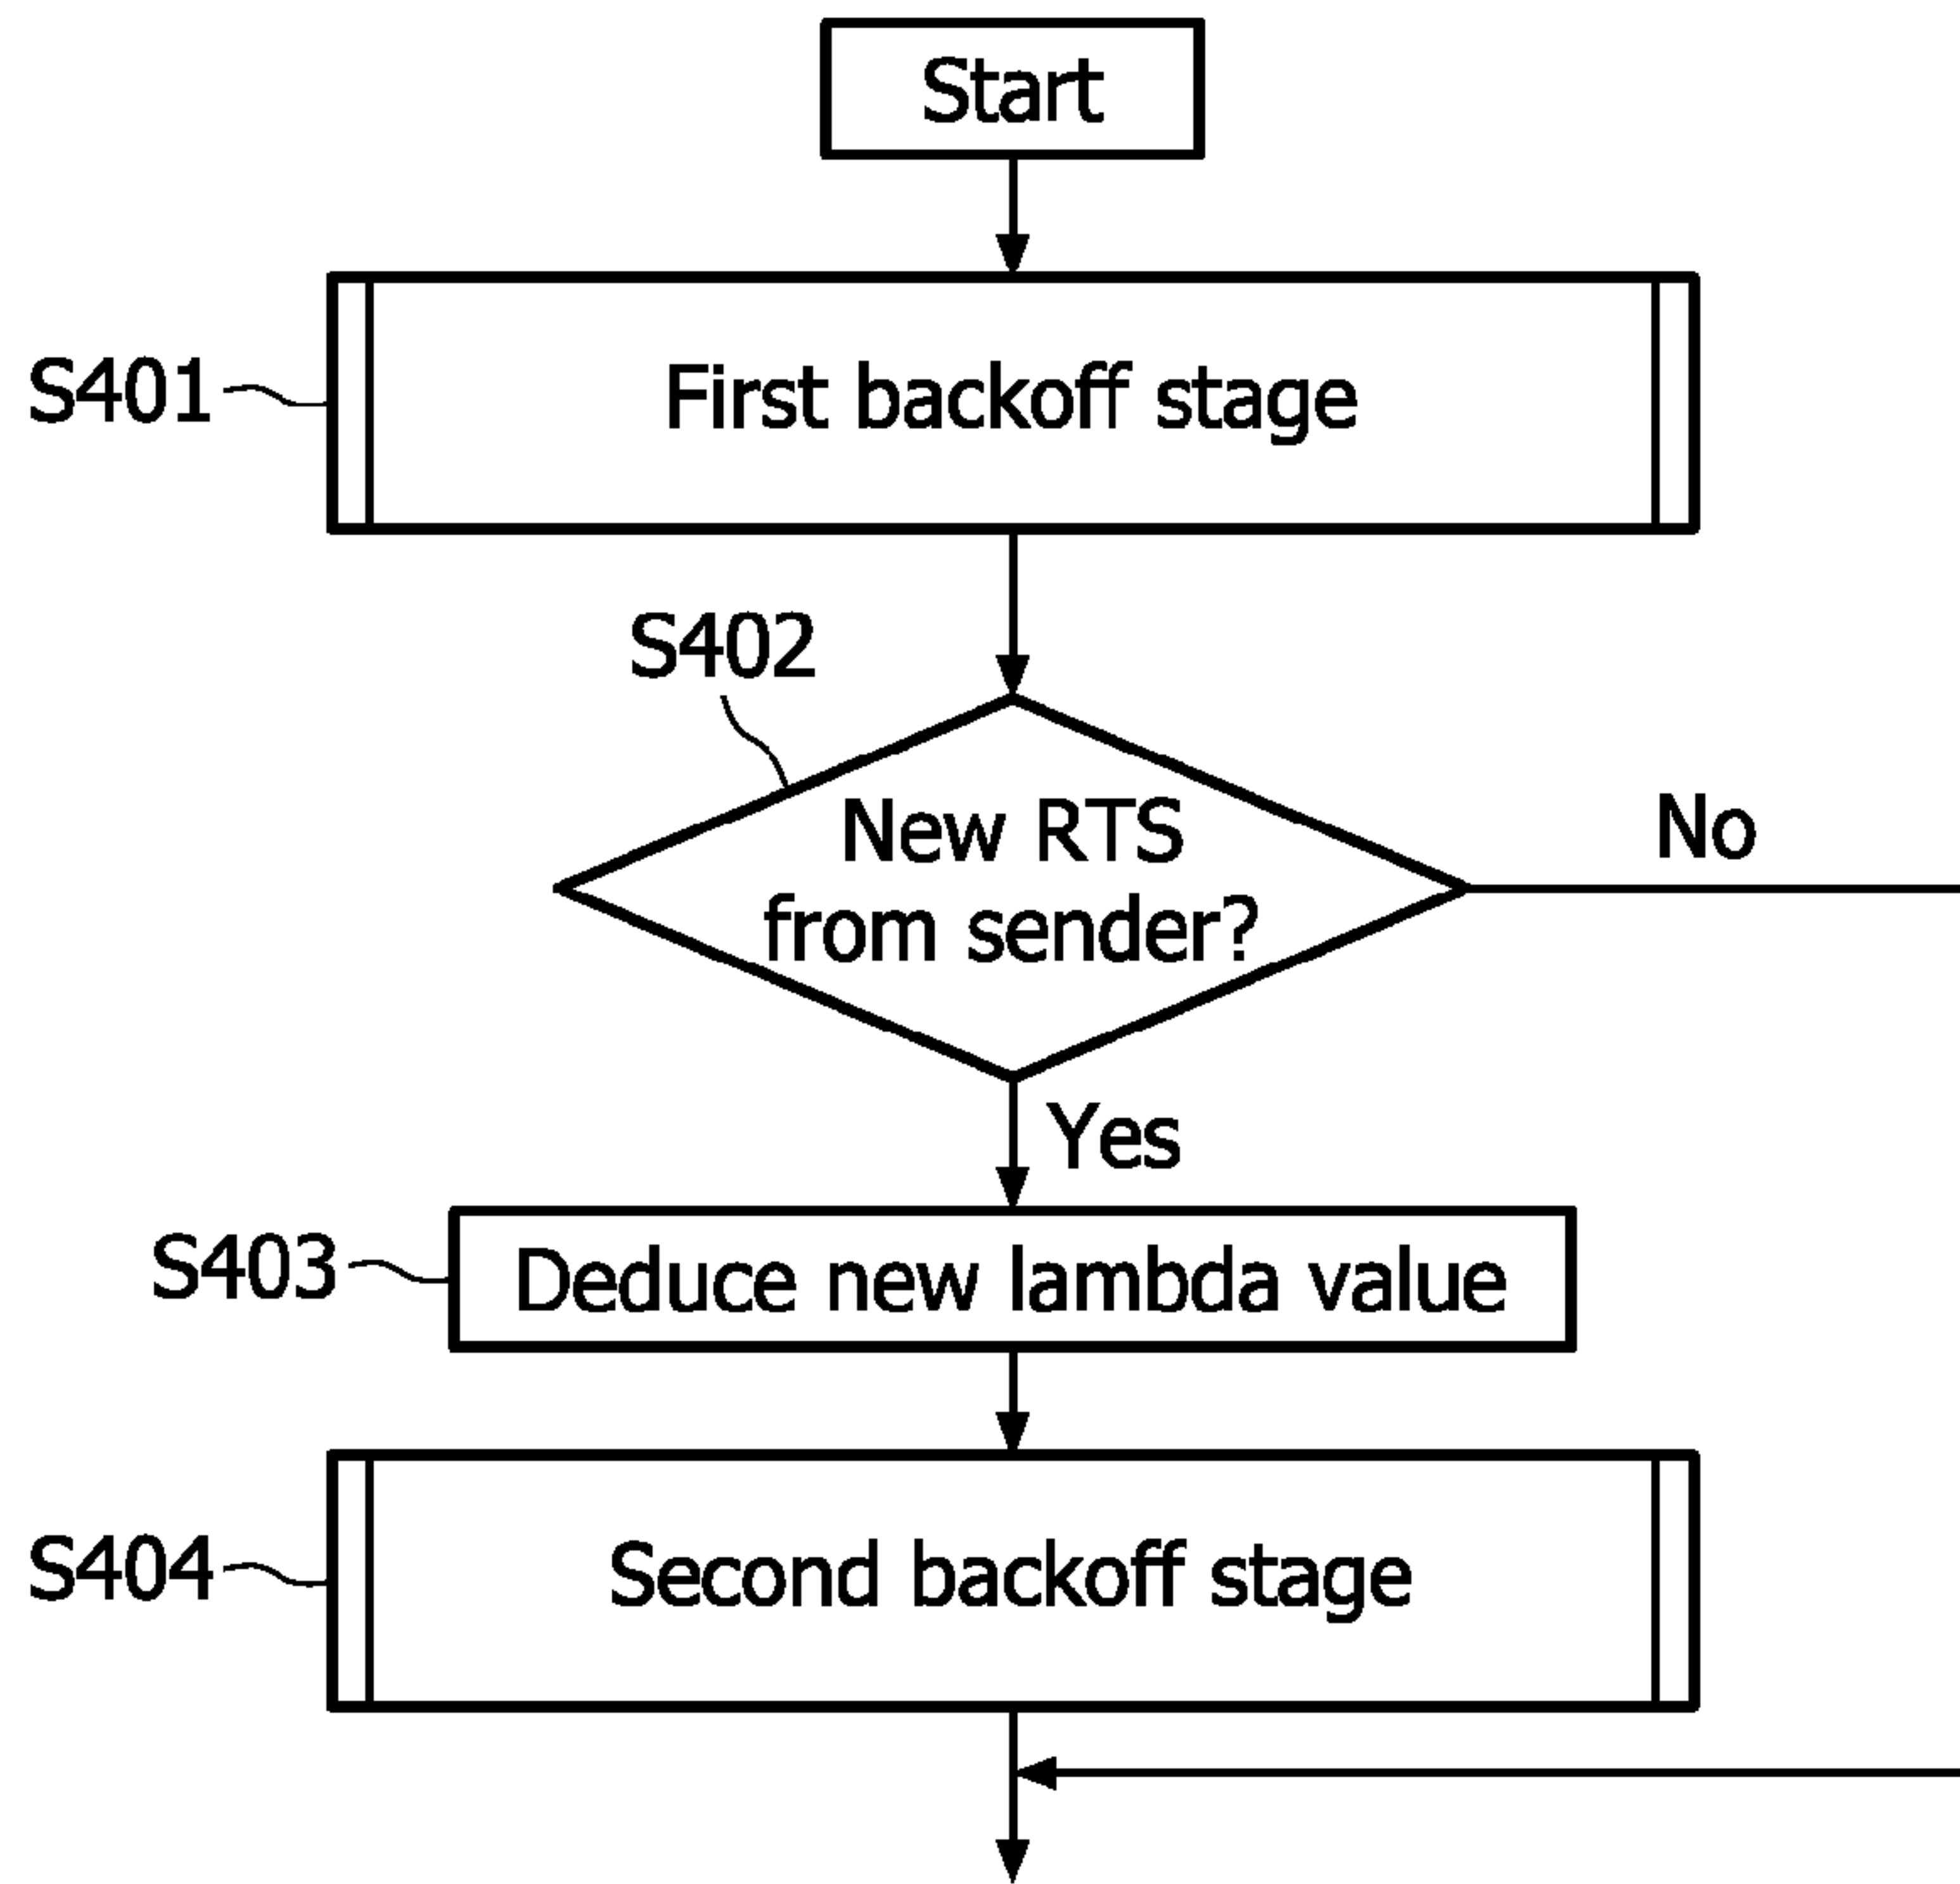 Start
S401
First backoff stage
S402
New RTS
from sender?
No
Yes
S403
Deduce new lambda value
S404
Second backoff stage